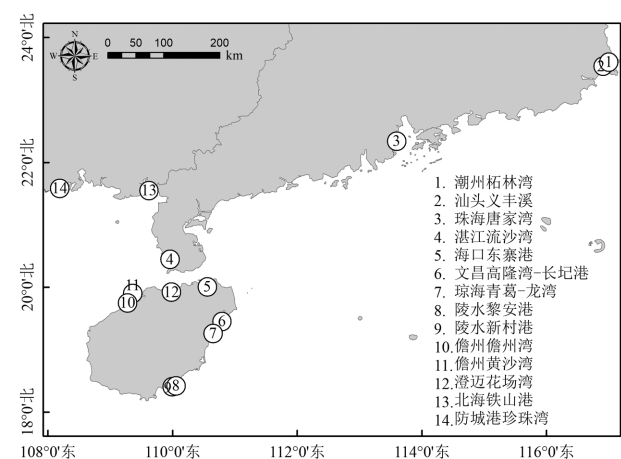 24°0'北
22°0'北
20°0'北
18°0'北
N
W E
S
0 50 100 200
km
1
2
3
14
13
4
5
12
11
10
6
7
8
1. 潮州柘林湾
2. 汕头义丰溪
3. 珠海唐家湾
4. 湛江流沙湾
5. 海口东寨港
6. 文昌高隆湾-长圮港
7. 琼海青葛-龙湾
8. 陵水黎安港
9. 陵水新村港
10. 儋州儋州湾
11. 儋州黄沙湾
12. 澄迈花场湾
13. 北海铁山港
14. 防城港珍珠湾
108°0'东 110°0'东 112°0'东 114°0'东 116°0'东